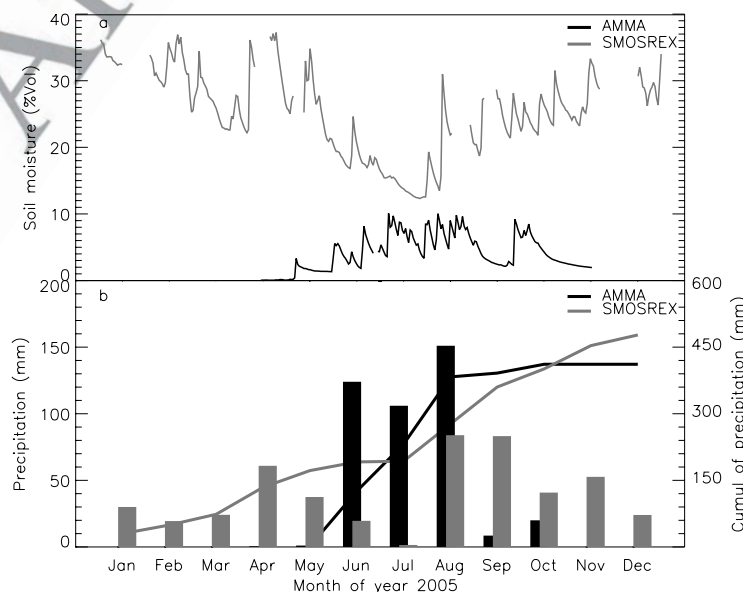 a
AMMA
SMOSREX
40
30
20
10
0
Soil moisture (%Vol)
b
AMMA
SMOSREX
200
150
100
50
0
Precipitation (mm)
600
450
300
150
Cumul of precipitation (mm)
Jan Feb Mar Apr May Jun Jul Aug Sep Oct Nov Dec
Month of year 2005